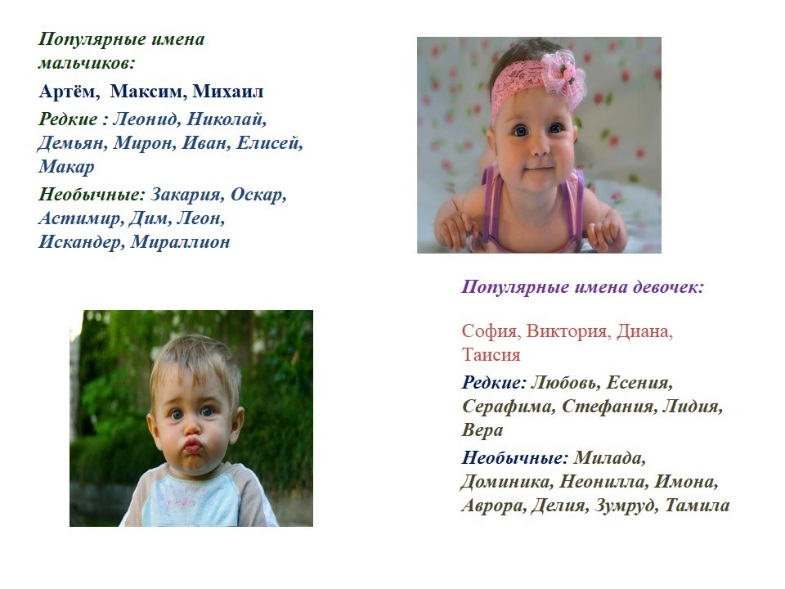 Популярные имена
мальчиков:
Артём,  Максим, Михаил
Редкие : Леонид, Николай,
Демьян, Мирон, Иван, Елисей,
Макар
Необычные: Закария, Оскар,
Астимир, Дим, Леон,
Искандер, Мираллион
Популярные имена девочек:
София, Виктория, Диана,
Таисия
Редкие: Любовь, Есения,
Серафима, Стефания, Лидия,
Вера
Необычные: Милада,
Доминика, Неонилла, Имона,
Аврора, Делия, Зумруд, Тамила